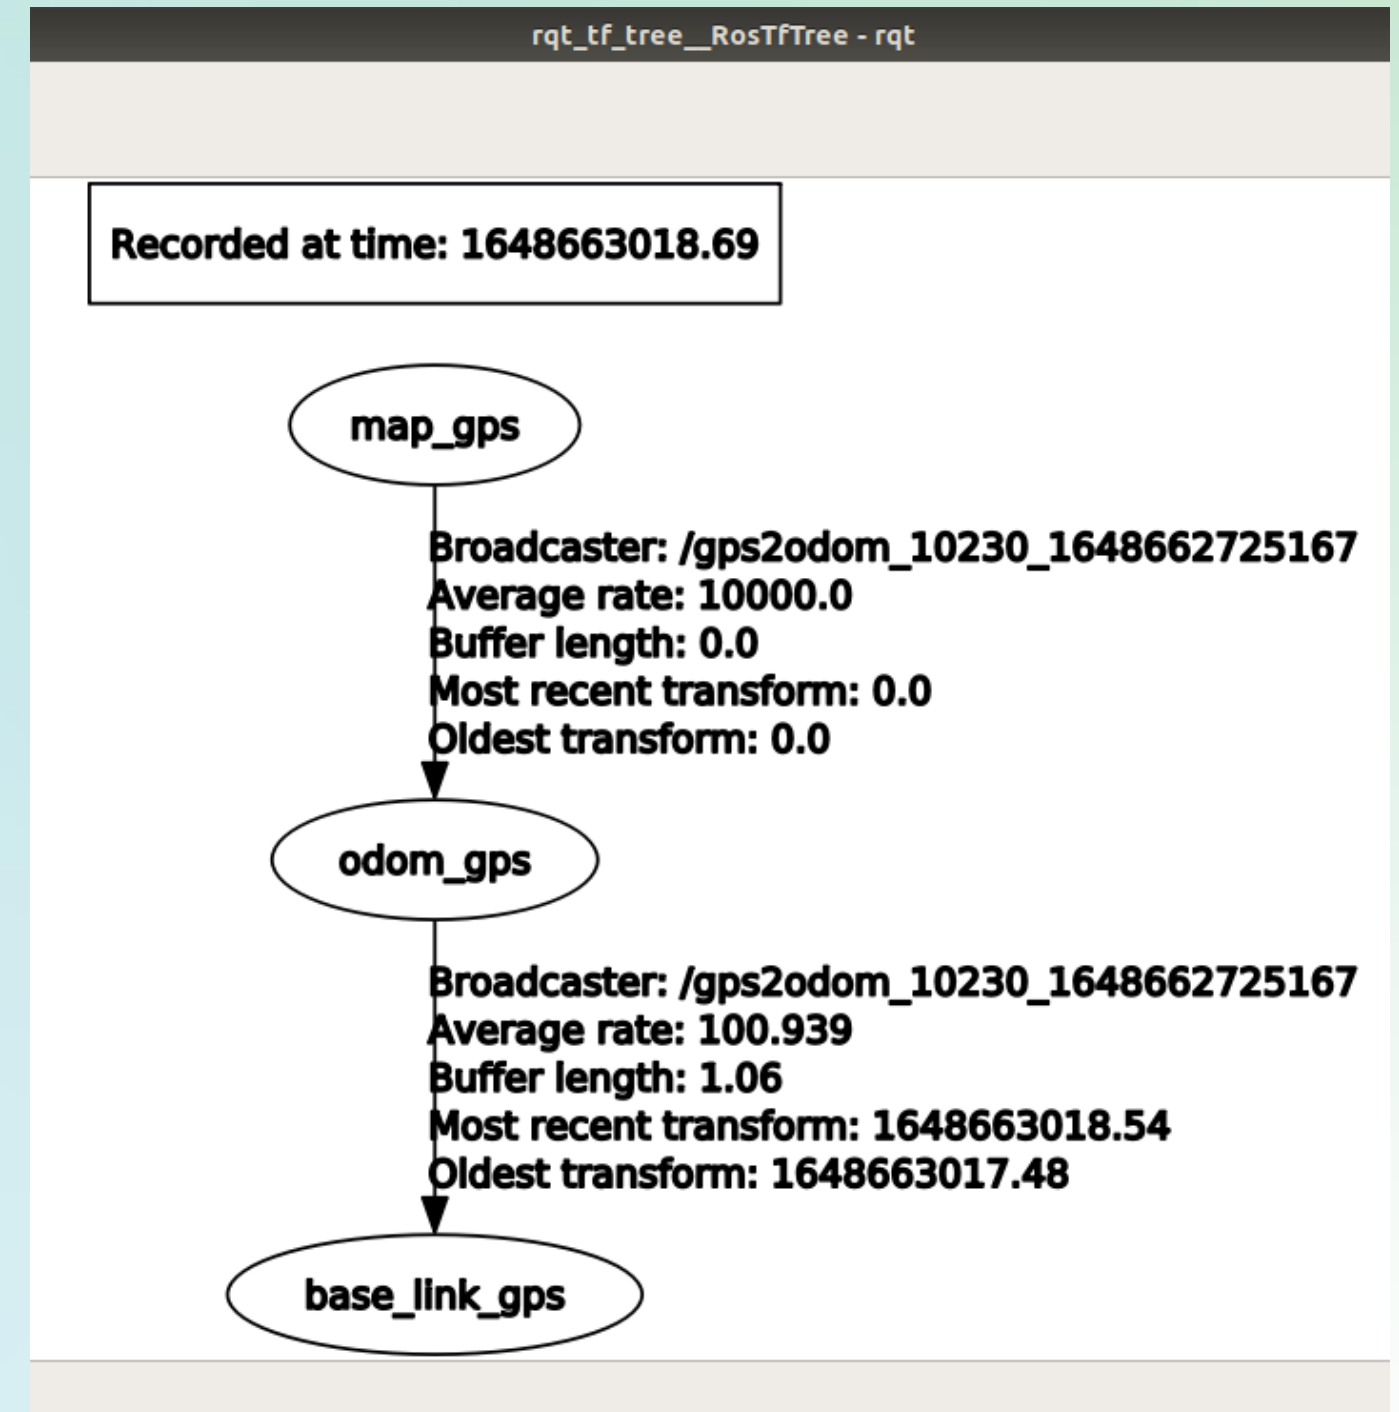 rqt_tf_tree__RosTfTree - rqt
Recorded at time: 1648663018.69
map_gps
Broadcaster: /gps2odom_10230_1648662725167
Average rate: 10000.0
Buffer length: 0.0
Most recent transform: 0.0
Oldest transform: 0.0
odom_gps
Broadcaster: /gps2odom_10230_1648662725167
Average rate: 100.939
Buffer length: 1.06
Most recent transform: 1648663018.54
Oldest transform: 1648663017.48
base_link_gps